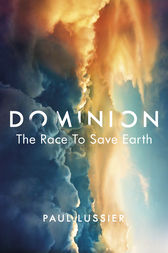 DOMINION
The Race To Save Earth
PAUL LUSSIER